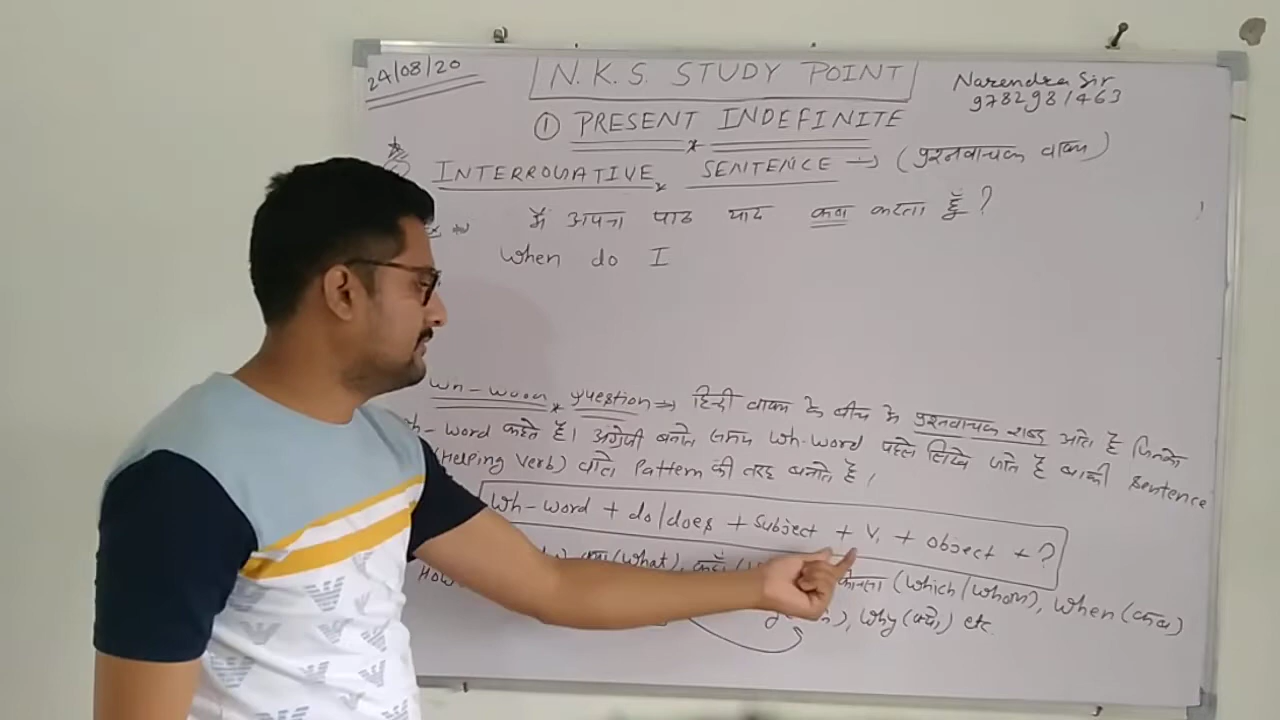 24/08/20
N.K.S. STUDY POINT
Narendra Sir
9782981463
① PRESENT INDEFINITE
INTERROGATIVE SENTENCE → (प्रश्नवाचक वाक्य)
मैं अपना पाठ याद कब करता हूँ ?
When do I
Wh-word Question → हिन्दी वाक्य के बीच में प्रश्नवाचक शब्द आते है जिनको
Wh-word कहते है। अंग्रेजी बनाते समय Wh-word पहले लिखे जाते है बाकी Sentence
(Helping Verb) वाले Pattern की तरह बनाते है।
Wh-word + do/does + Subject + V₁ + Object + ?
(What), कहाँ कौनसा (Which/Whom), When (कब)
How Why (क्यों) etc.